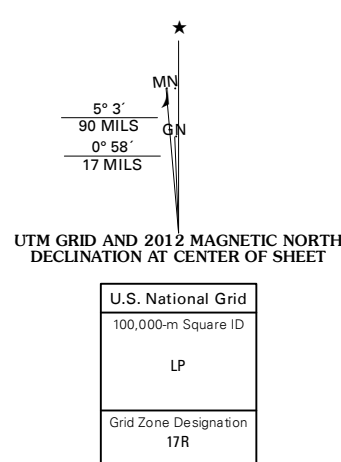 ★
MN
5° 3´
90 MILS
GN
0° 58´
17 MILS
UTM GRID AND 2012 MAGNETIC NORTH
DECLINATION AT CENTER OF SHEET
U.S. National Grid
100,000-m Square ID
LP
Grid Zone Designation
17R